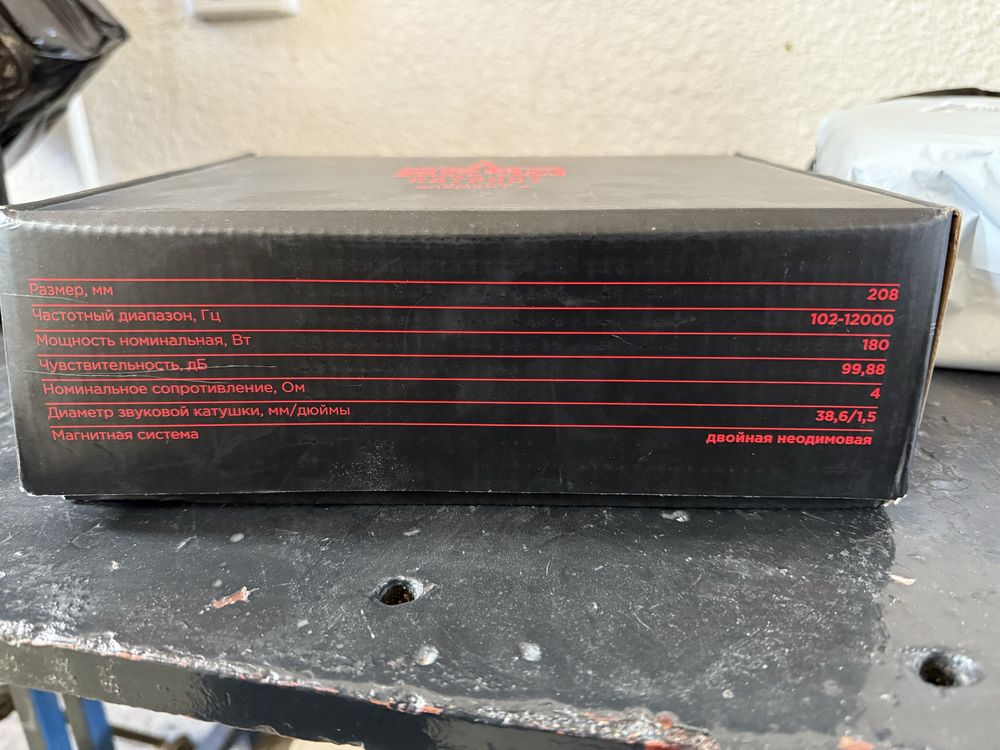 Размер, мм 208
Частотный диапазон, Гц 102-12000
Мощность номинальная, Вт 180
Чувствительность, дБ 99,88
Номинальное сопротивление, Ом 4
Диаметр звуковой катушки, мм/дюймы 38,6/1,5
Магнитная система двойная неодимовая